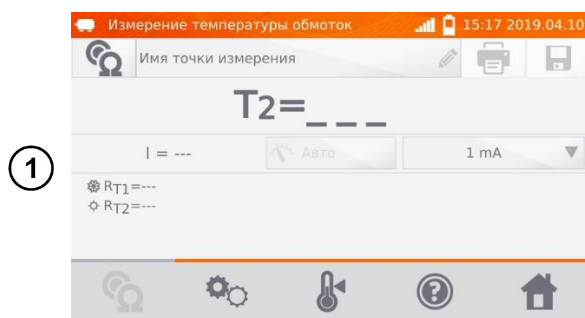 Измерение температуры обмоток 15:17 2019.04.10
Имя точки измерения
T2=_ _ _
I = --- Авто 1 mA
1
RT1=---
RT2=---